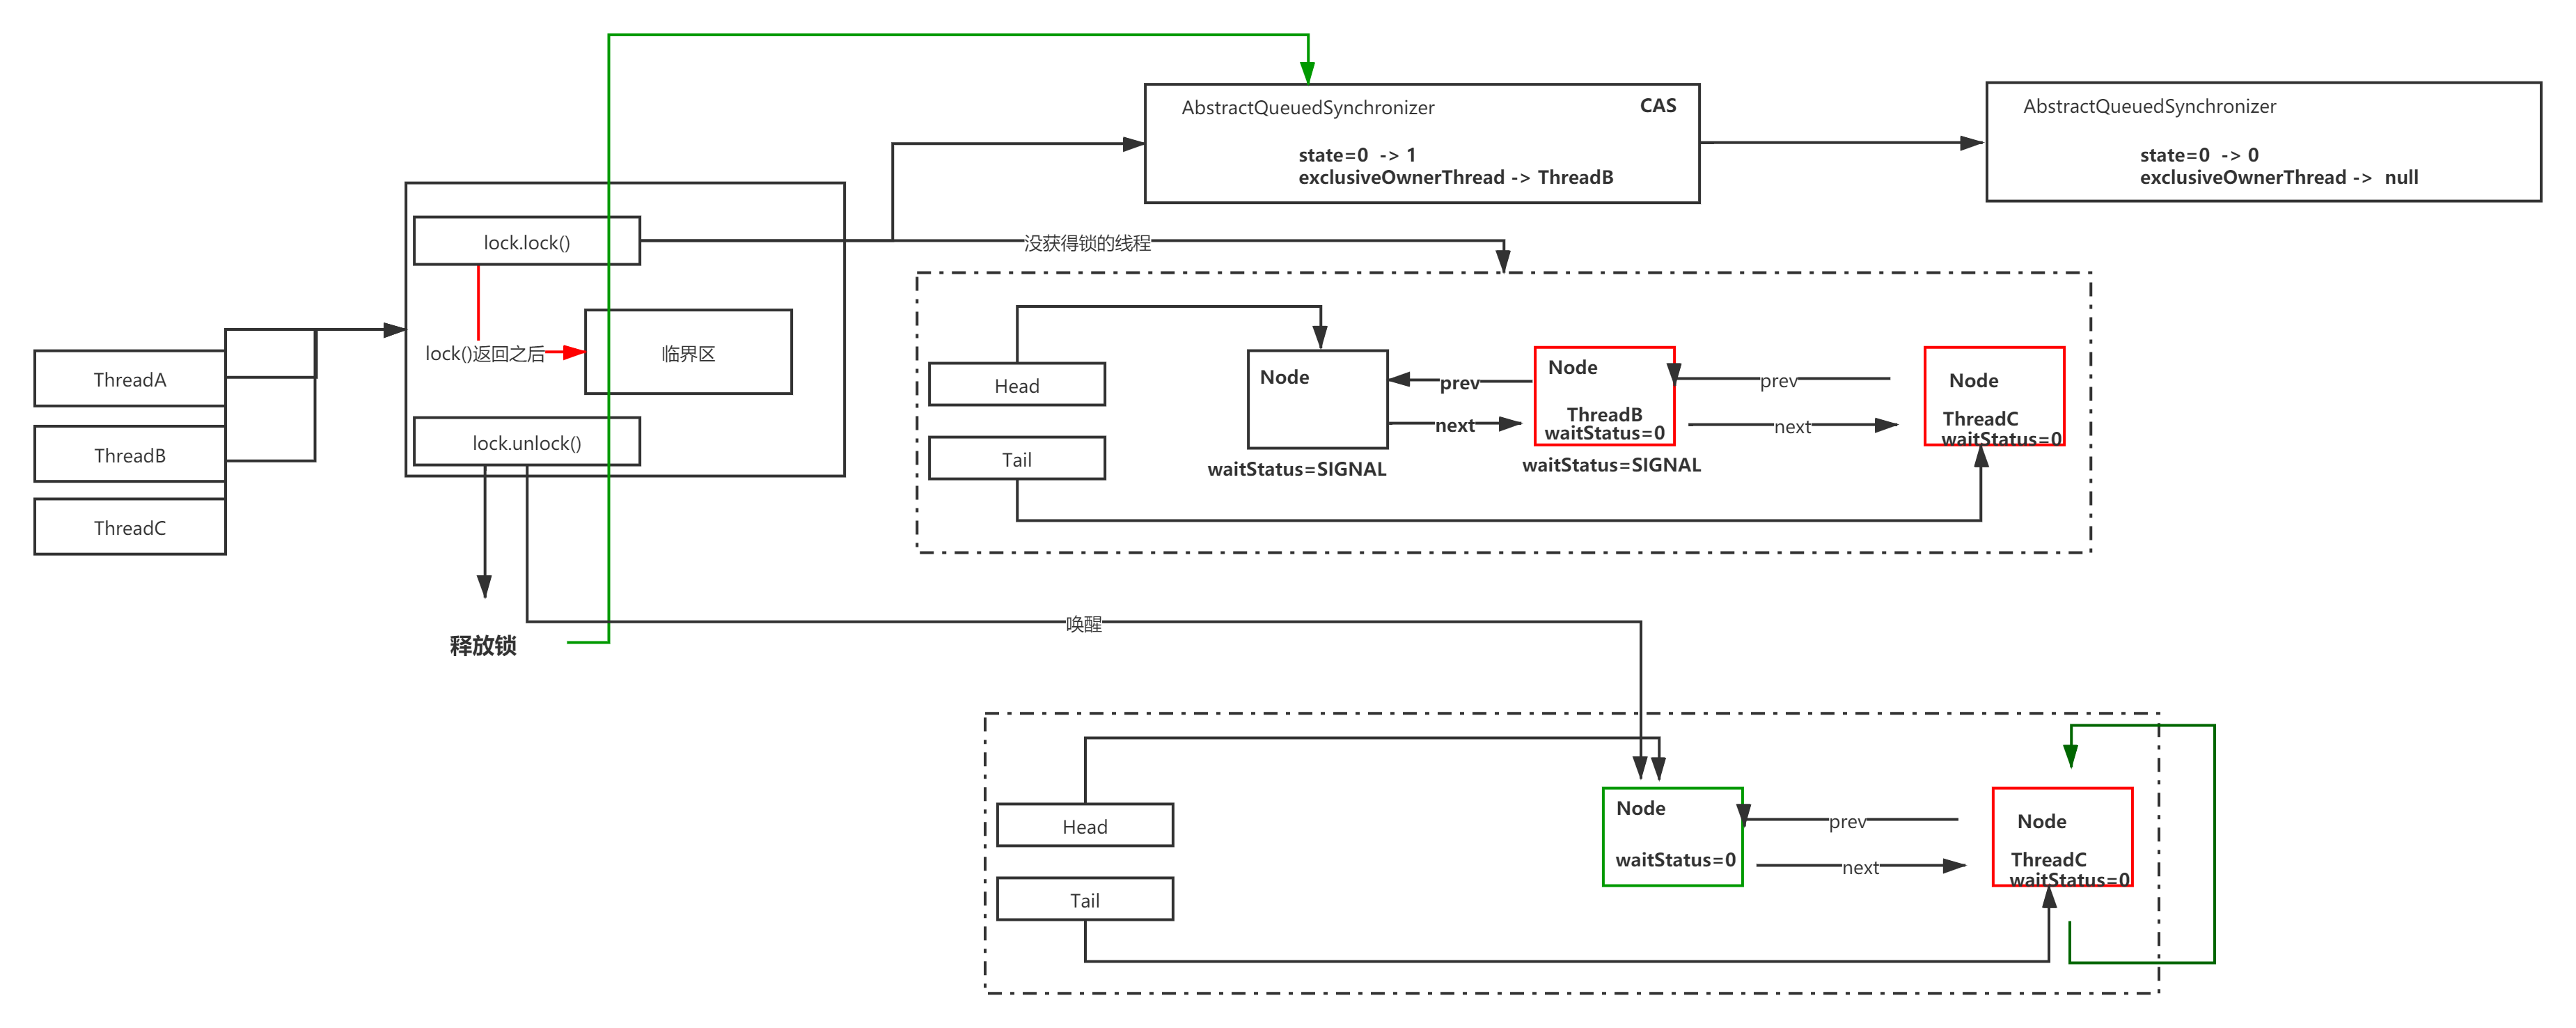 AbstractQueuedSynchronizer
CAS
state=0 -> 1
exclusiveOwnerThread -> ThreadB
AbstractQueuedSynchronizer
state=0 -> 0
exclusiveOwnerThread -> null
lock.lock()
没获得锁的线程
lock()返回之后
临界区
lock.unlock()
ThreadA
ThreadB
ThreadC
Head
Tail
Node
waitStatus=SIGNAL
prev
next
Node
ThreadB
waitStatus=0
waitStatus=SIGNAL
prev
next
Node
ThreadC
waitStatus=0
释放锁
唤醒
Head
Tail
Node
waitStatus=0
prev
next
Node
ThreadC
waitStatus=0